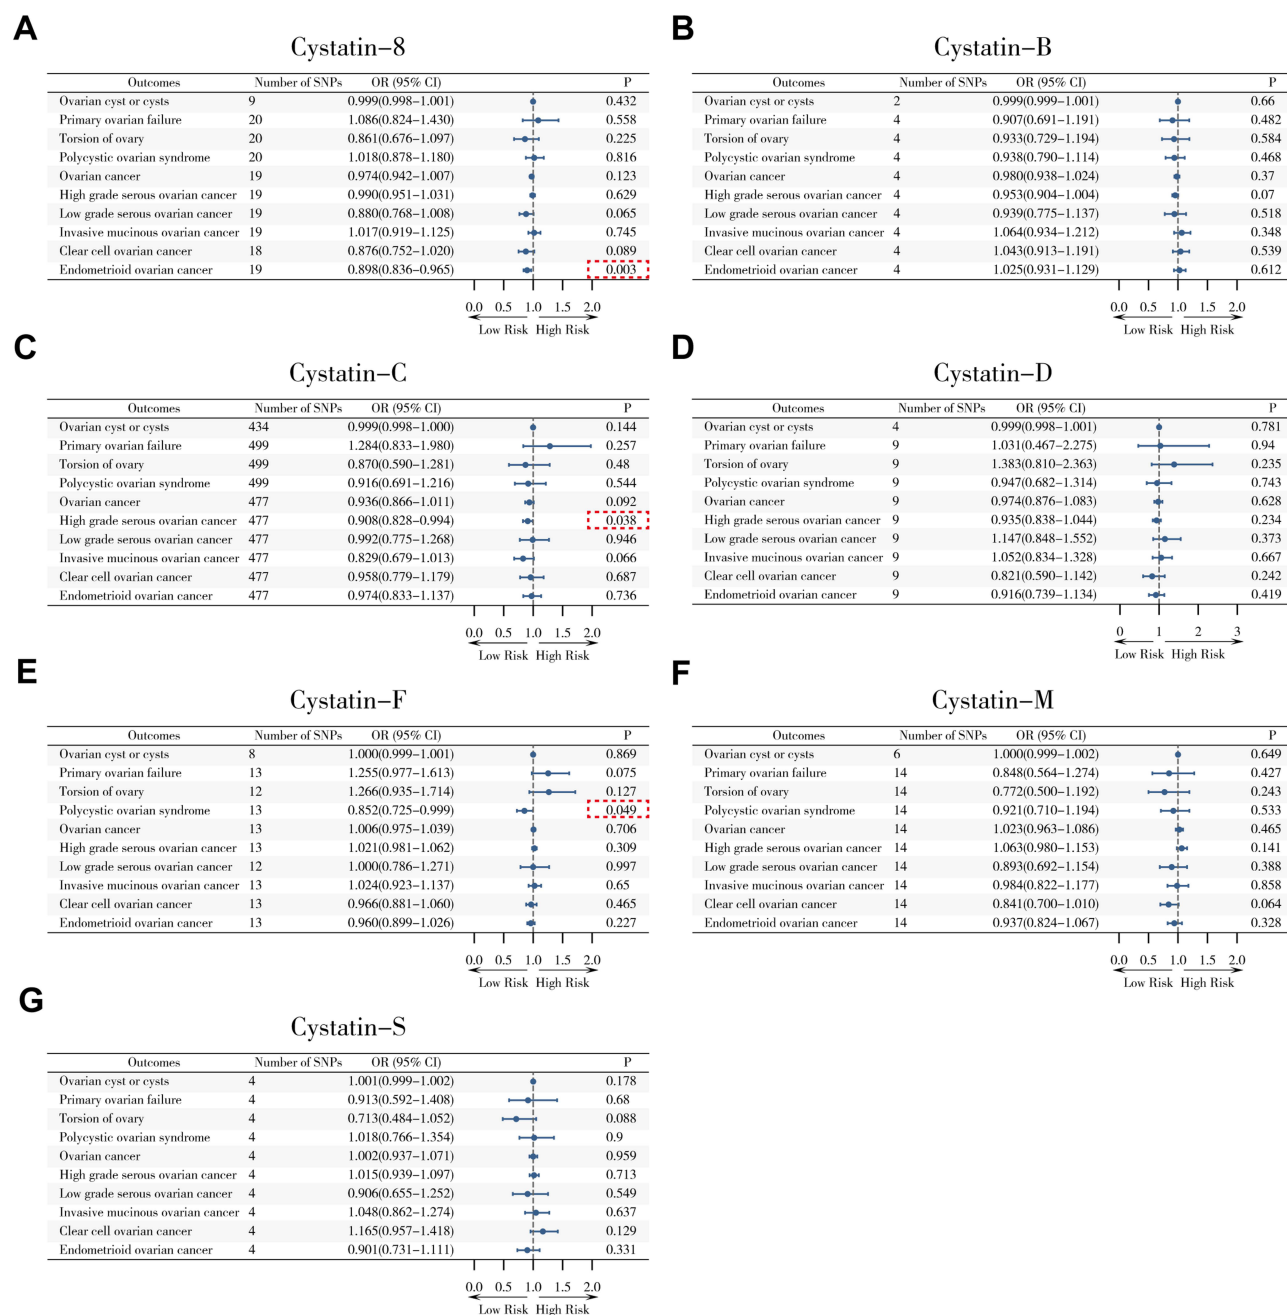 A
Cystatin–8
Outcomes Number of SNPs OR (95% CI) P
Ovarian cyst or cysts 9 0.999(0.998–1.001) 0.432
Primary ovarian failure 20 1.086(0.824–1.430) 0.558
Torsion of ovary 20 0.861(0.676–1.097) 0.225
Polycystic ovarian syndrome 20 1.018(0.878–1.180) 0.816
Ovarian cancer 19 0.974(0.942–1.007) 0.123
High grade serous ovarian cancer 19 0.990(0.951–1.031) 0.629
Low grade serous ovarian cancer 19 0.880(0.768–1.008) 0.065
Invasive mucinous ovarian cancer 19 1.017(0.919–1.125) 0.745
Clear cell ovarian cancer 18 0.876(0.752–1.020) 0.089
Endometrioid ovarian cancer 19 0.898(0.836–0.965) 0.003
0.0 0.5 1.0 1.5 2.0
Low Risk High Risk
B
Cystatin–B
Outcomes Number of SNPs OR (95% CI) P
Ovarian cyst or cysts 2 0.999(0.999–1.001) 0.66
Primary ovarian failure 4 0.907(0.691–1.191) 0.482
Torsion of ovary 4 0.933(0.729–1.194) 0.584
Polycystic ovarian syndrome 4 0.938(0.790–1.114) 0.468
Ovarian cancer 4 0.980(0.938–1.024) 0.37
High grade serous ovarian cancer 4 0.953(0.904–1.004) 0.07
Low grade serous ovarian cancer 4 0.939(0.775–1.137) 0.518
Invasive mucinous ovarian cancer 4 1.064(0.934–1.212) 0.348
Clear cell ovarian cancer 4 1.043(0.913–1.191) 0.539
Endometrioid ovarian cancer 4 1.025(0.931–1.129) 0.612
0.0 0.5 1.0 1.5 2.0
Low Risk High Risk
C
Cystatin–C
Outcomes Number of SNPs OR (95% CI) P
Ovarian cyst or cysts 434 0.999(0.998–1.000) 0.144
Primary ovarian failure 499 1.284(0.833–1.980) 0.257
Torsion of ovary 499 0.870(0.590–1.281) 0.48
Polycystic ovarian syndrome 499 0.916(0.691–1.216) 0.544
Ovarian cancer 477 0.936(0.866–1.011) 0.092
High grade serous ovarian cancer 477 0.908(0.828–0.994) 0.038
Low grade serous ovarian cancer 477 0.992(0.775–1.268) 0.946
Invasive mucinous ovarian cancer 477 0.829(0.679–1.013) 0.066
Clear cell ovarian cancer 477 0.958(0.779–1.179) 0.687
Endometrioid ovarian cancer 477 0.974(0.833–1.137) 0.736
0.0 0.5 1.0 1.5 2.0
Low Risk High Risk
D
Cystatin–D
Outcomes Number of SNPs OR (95% CI) P
Ovarian cyst or cysts 4 0.999(0.998–1.001) 0.781
Primary ovarian failure 9 1.031(0.467–2.275) 0.94
Torsion of ovary 9 1.383(0.810–2.363) 0.235
Polycystic ovarian syndrome 9 0.947(0.682–1.314) 0.743
Ovarian cancer 9 0.974(0.876–1.083) 0.628
High grade serous ovarian cancer 9 0.935(0.838–1.044) 0.234
Low grade serous ovarian cancer 9 1.147(0.848–1.552) 0.373
Invasive mucinous ovarian cancer 9 1.052(0.834–1.328) 0.667
Clear cell ovarian cancer 9 0.821(0.590–1.142) 0.242
Endometrioid ovarian cancer 9 0.916(0.739–1.134) 0.419
0 1 2 3
Low Risk High Risk
E
Cystatin–F
Outcomes Number of SNPs OR (95% CI) P
Ovarian cyst or cysts 8 1.000(0.999–1.001) 0.869
Primary ovarian failure 13 1.255(0.977–1.613) 0.075
Torsion of ovary 12 1.266(0.935–1.714) 0.127
Polycystic ovarian syndrome 13 0.852(0.725–0.999) 0.049
Ovarian cancer 13 1.006(0.975–1.039) 0.706
High grade serous ovarian cancer 13 1.021(0.981–1.062) 0.309
Low grade serous ovarian cancer 12 1.000(0.786–1.271) 0.997
Invasive mucinous ovarian cancer 13 1.024(0.923–1.137) 0.65
Clear cell ovarian cancer 13 0.966(0.881–1.060) 0.465
Endometrioid ovarian cancer 13 0.960(0.899–1.026) 0.227
0.0 0.5 1.0 1.5 2.0
Low Risk High Risk
F
Cystatin–M
Outcomes Number of SNPs OR (95% CI) P
Ovarian cyst or cysts 6 1.000(0.999–1.002) 0.649
Primary ovarian failure 14 0.848(0.564–1.274) 0.427
Torsion of ovary 14 0.772(0.500–1.192) 0.243
Polycystic ovarian syndrome 14 0.921(0.710–1.194) 0.533
Ovarian cancer 14 1.023(0.963–1.086) 0.465
High grade serous ovarian cancer 14 1.063(0.980–1.153) 0.141
Low grade serous ovarian cancer 14 0.893(0.692–1.154) 0.388
Invasive mucinous ovarian cancer 14 0.984(0.822–1.177) 0.858
Clear cell ovarian cancer 14 0.841(0.700–1.010) 0.064
Endometrioid ovarian cancer 14 0.937(0.824–1.067) 0.328
0.0 0.5 1.0 1.5 2.0
Low Risk High Risk
G
Cystatin–S
Outcomes Number of SNPs OR (95% CI) P
Ovarian cyst or cysts 4 1.001(0.999–1.002) 0.178
Primary ovarian failure 4 0.913(0.592–1.408) 0.68
Torsion of ovary 4 0.713(0.484–1.052) 0.088
Polycystic ovarian syndrome 4 1.018(0.766–1.354) 0.9
Ovarian cancer 4 1.002(0.937–1.071) 0.959
High grade serous ovarian cancer 4 1.015(0.939–1.097) 0.713
Low grade serous ovarian cancer 4 0.906(0.655–1.252) 0.549
Invasive mucinous ovarian cancer 4 1.048(0.862–1.274) 0.637
Clear cell ovarian cancer 4 1.165(0.957–1.418) 0.129
Endometrioid ovarian cancer 4 0.901(0.731–1.111) 0.331
0.0 0.5 1.0 1.5 2.0
Low Risk High Risk